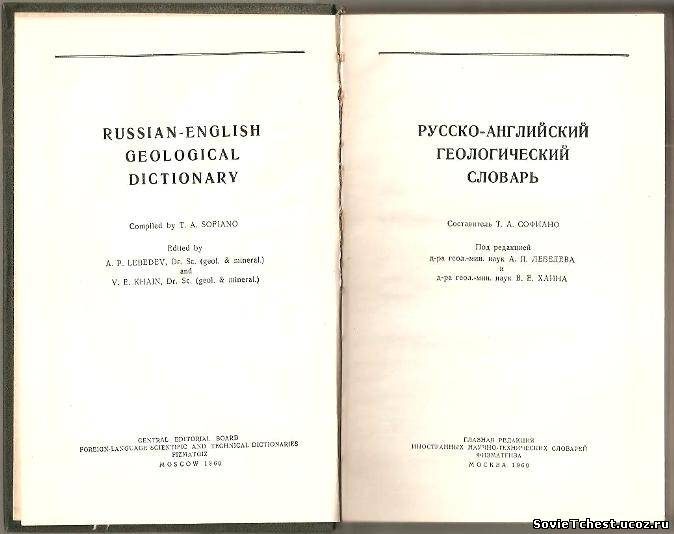 RUSSIAN-ENGLISH
GEOLOGICAL
DICTIONARY
Compiled by T. A. SOFIANO
Edited by
A. P. LEBEDEV, Dr. Sc. (geol. & mineral.)
and
V. E. KHAIN, Dr. Sc. (geol. & mineral.)
CENTRAL EDITORIAL BOARD
FOREIGN-LANGUAGE SCIENTIFIC AND TECHNICAL DICTIONARIES
FIZMATGIZ
MOSCOW 1960
РУССКО-АНГЛИЙСКИЙ
ГЕОЛОГИЧЕСКИЙ
СЛОВАРЬ
Составитель Т. А. СОФИАНО
Под редакцией
д-ра геол.-мин. наук А. П. ЛЕБЕДЕВА
и
д-ра геол.-мин. наук В. Е. ХАИНА
ГЛАВНАЯ РЕДАКЦИЯ
ИНОСТРАННЫХ НАУЧНО-ТЕХНИЧЕСКИХ СЛОВАРЕЙ
ФИЗМАТГИЗА
МОСКВА 1960
SovieTchest.ucoz.ru